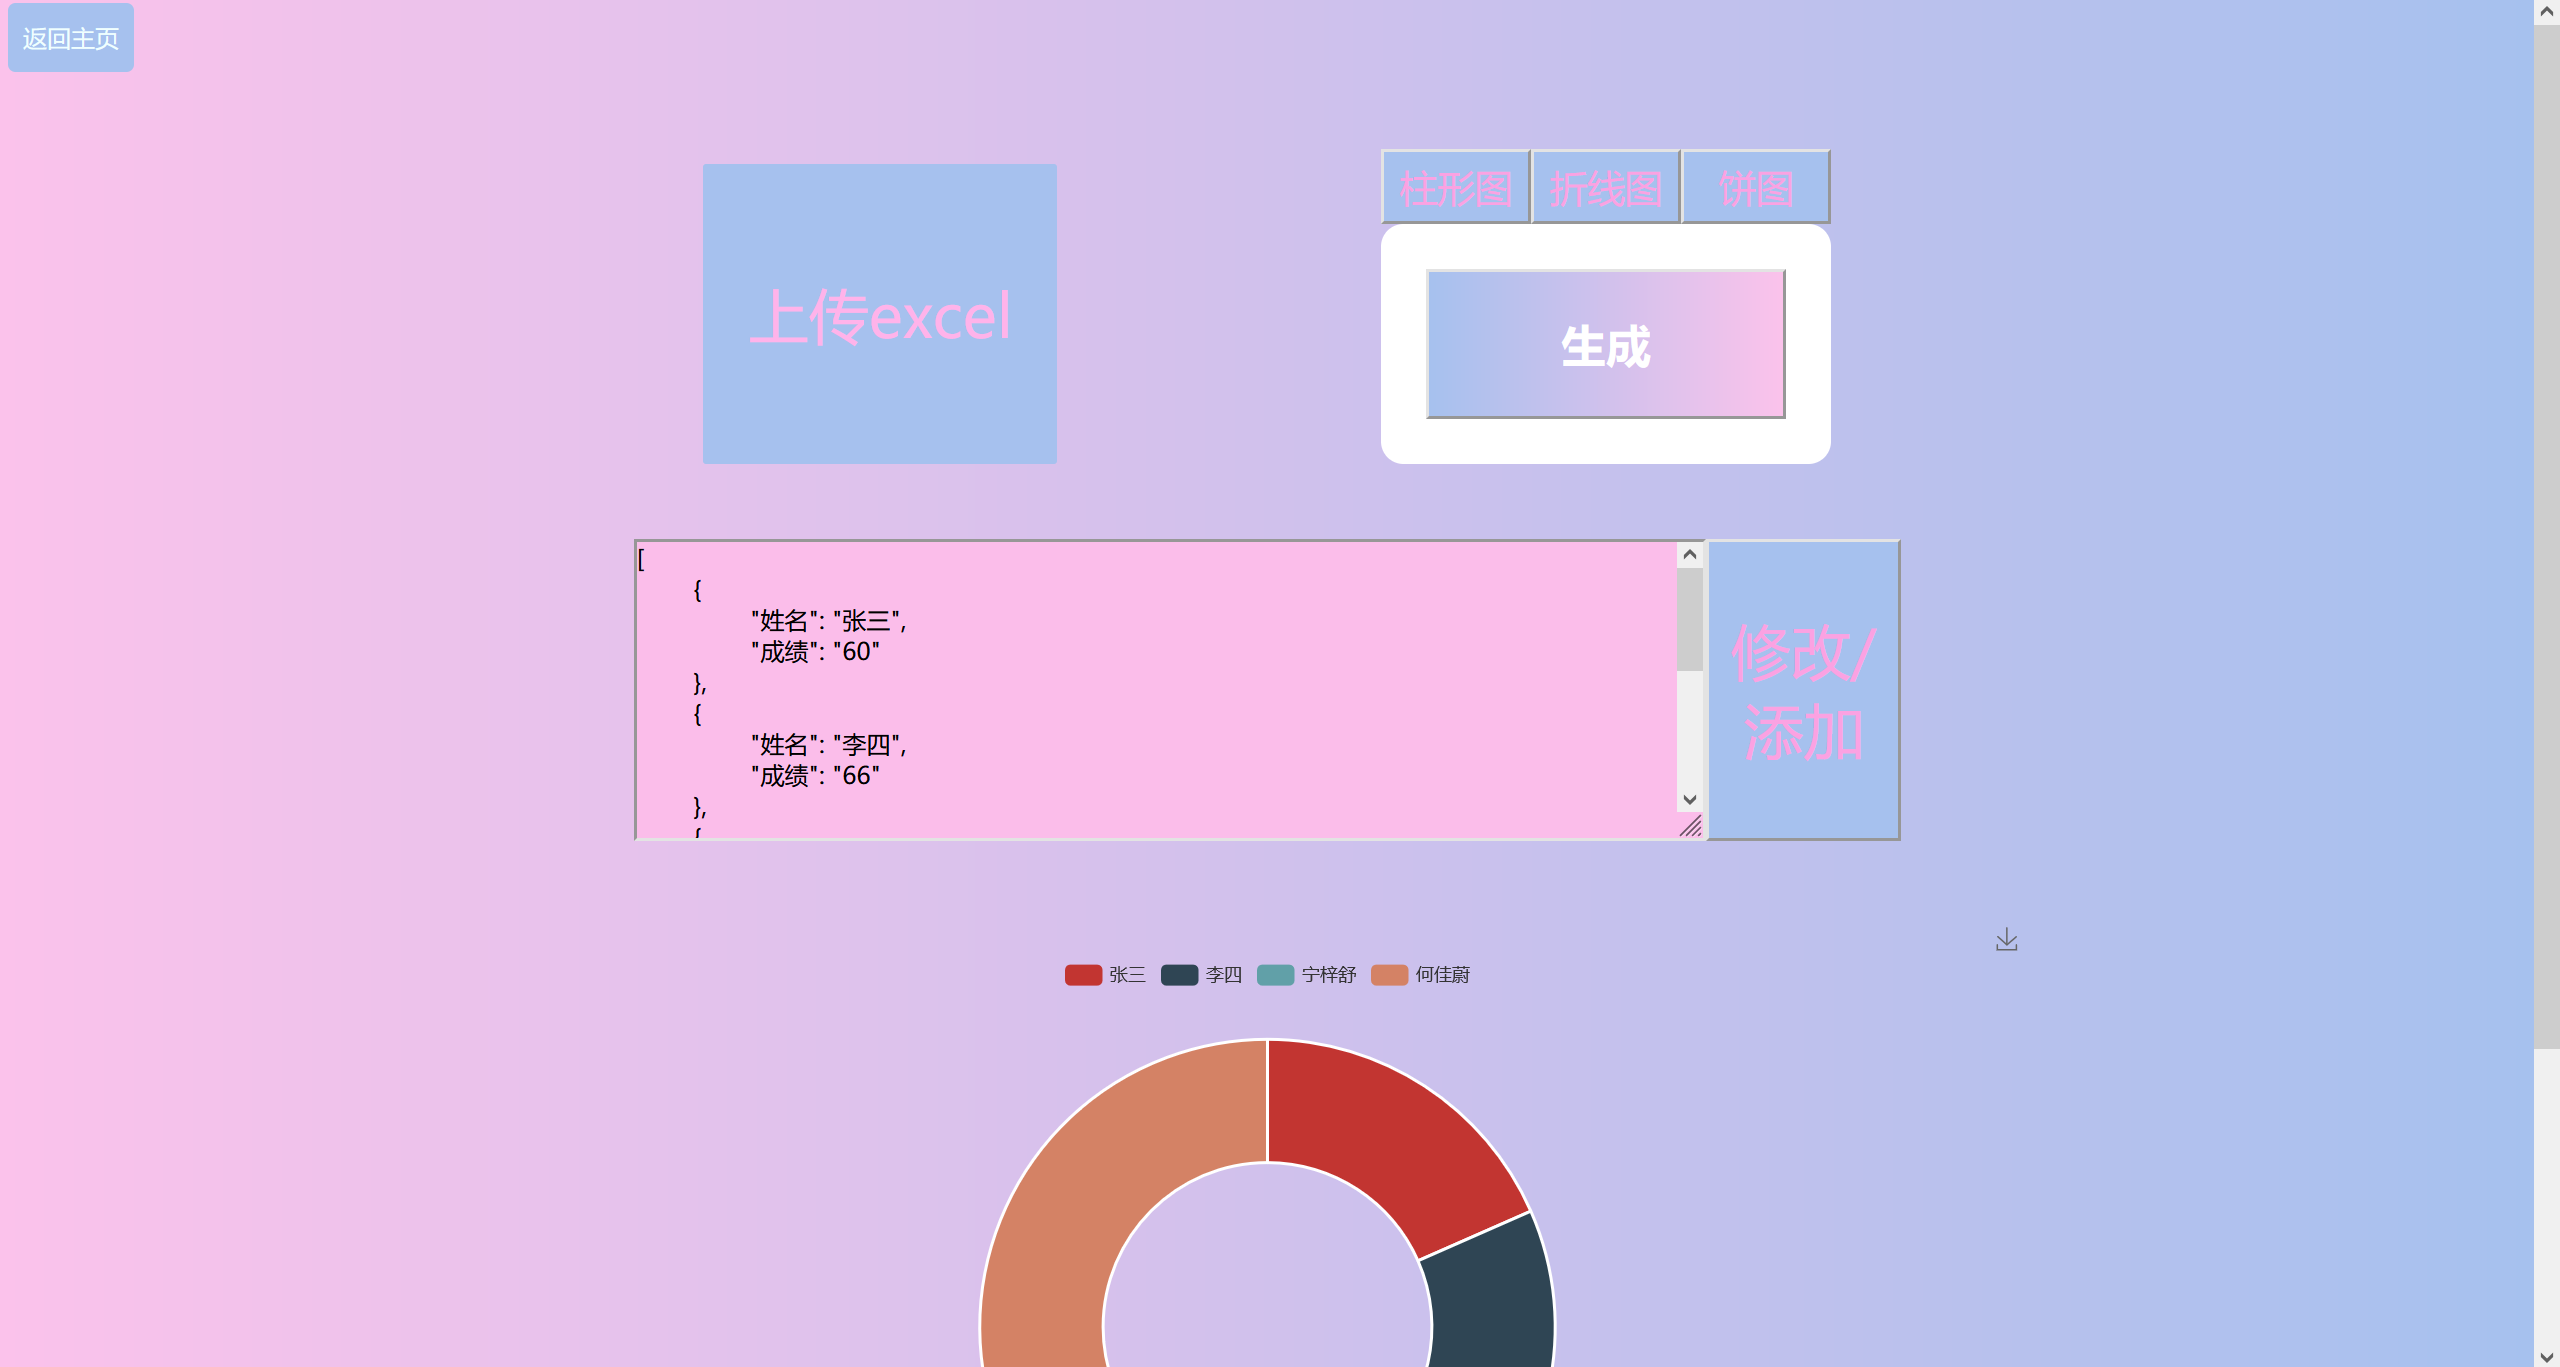 返回主页
上传excel
柱形图 折线图 饼图
生成
[
{
"姓名": "张三",
"成绩": "60"
},
{
"姓名": "李四",
"成绩": "66"
},
{
修改/
添加
张三 李四 宁梓舒 何佳蔚